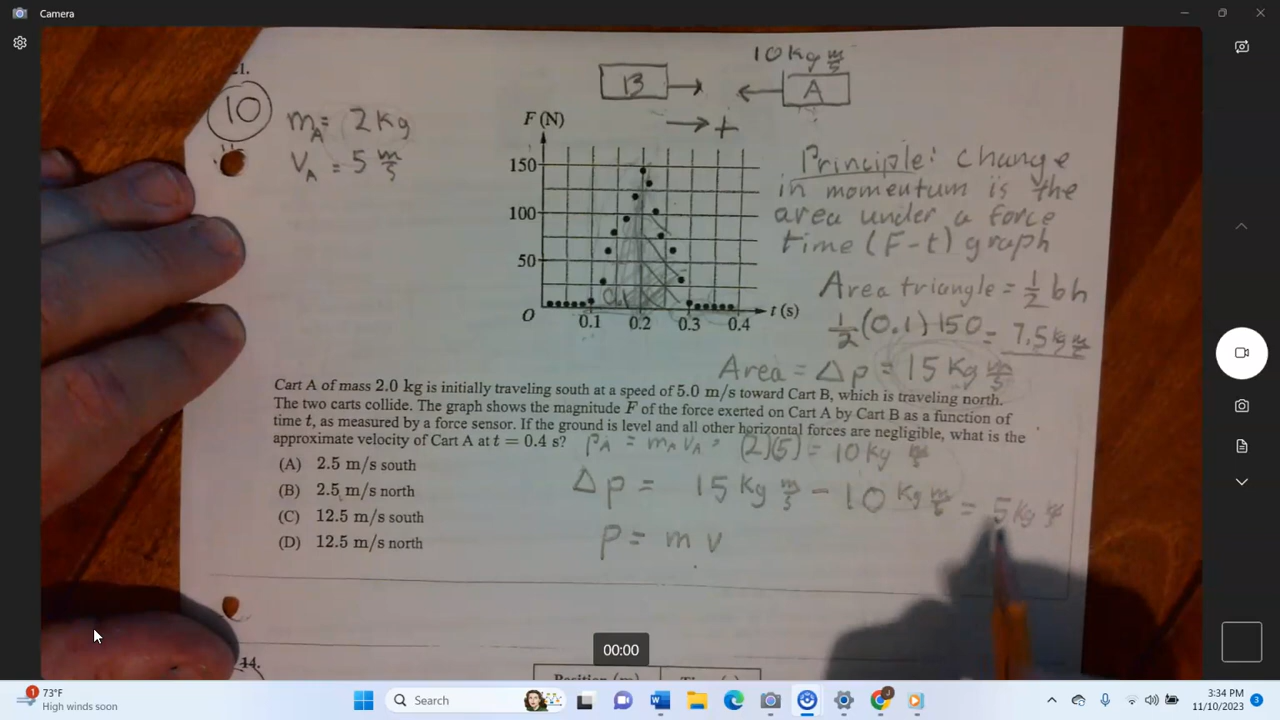 Camera
21.
10
mA= 2 kg
VA = 5 m/s
B
10 kg m/s
A
+
F (N)
150
100
50
O
0.1 0.2 0.3 0.4
t (s)
Principle: Change
in momentum is the
area under a force
time (F-t) graph
Area triangle = 1/2 bh
1/2 (0.1) 150 = 7.5 kg m/s
Area = Δp = 15 Kg m/s
Cart A of mass 2.0 kg is initially traveling south at a speed of 5.0 m/s toward Cart B, which is traveling north.
The two carts collide. The graph shows the magnitude F of the force exerted on Cart A by Cart B as a function of
time t, as measured by a force sensor. If the ground is level and all other horizontal forces are negligible, what is the
approximate velocity of Cart A at t = 0.4 s?
pA = mA VA = (2)(5) = 10 kg m/s
(A) 2.5 m/s south
(B) 2.5 m/s north
(C) 12.5 m/s south
(D) 12.5 m/s north
Δp = 15 kg m/s - 10 kg m/s = 5 kg m/s
p = m v
14.
Position (m)
00:00
1
73°F
High winds soon
Search
3:34 PM
11/10/2023
3